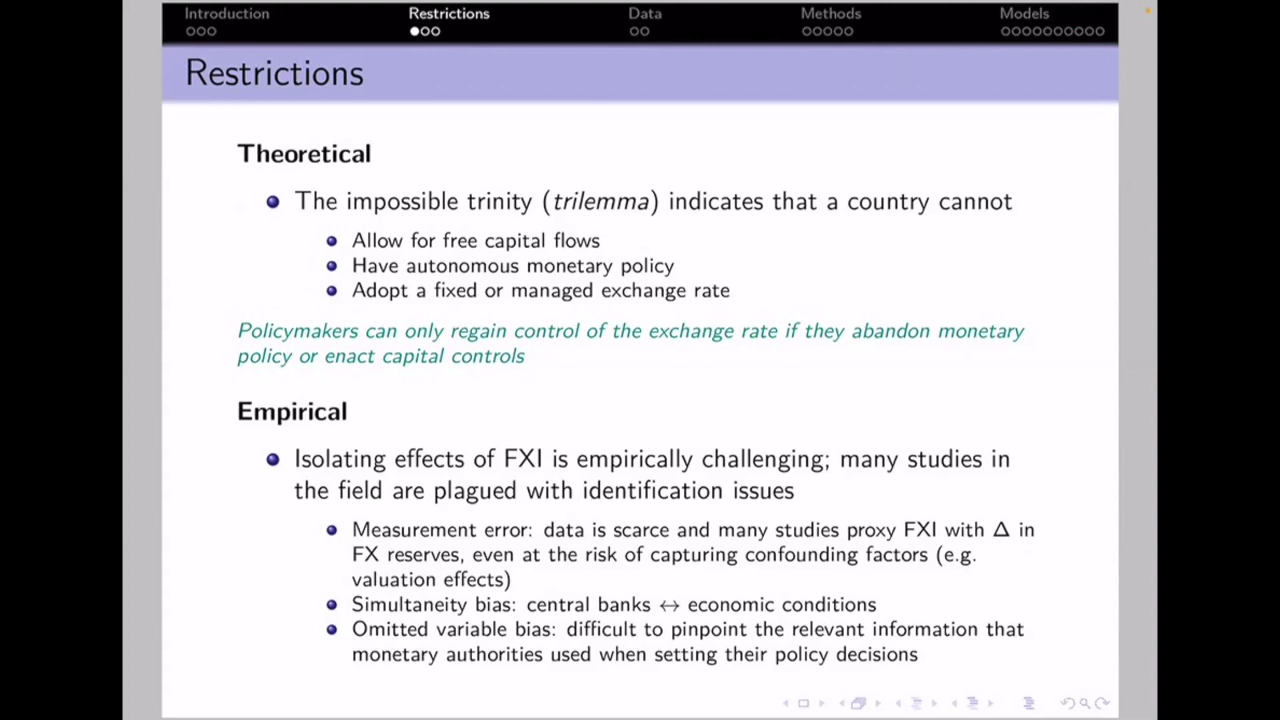 Introduction
Restrictions
Data
Methods
Models
Restrictions
Theoretical
The impossible trinity (trilemma) indicates that a country cannot
Allow for free capital flows
Have autonomous monetary policy
Adopt a fixed or managed exchange rate
Policymakers can only regain control of the exchange rate if they abandon monetary
policy or enact capital controls
Empirical
Isolating effects of FXI is empirically challenging; many studies in
the field are plagued with identification issues
Measurement error: data is scarce and many studies proxy FXI with Δ in
FX reserves, even at the risk of capturing confounding factors (e.g.
valuation effects)
Simultaneity bias: central banks ↔ economic conditions
Omitted variable bias: difficult to pinpoint the relevant information that
monetary authorities used when setting their policy decisions